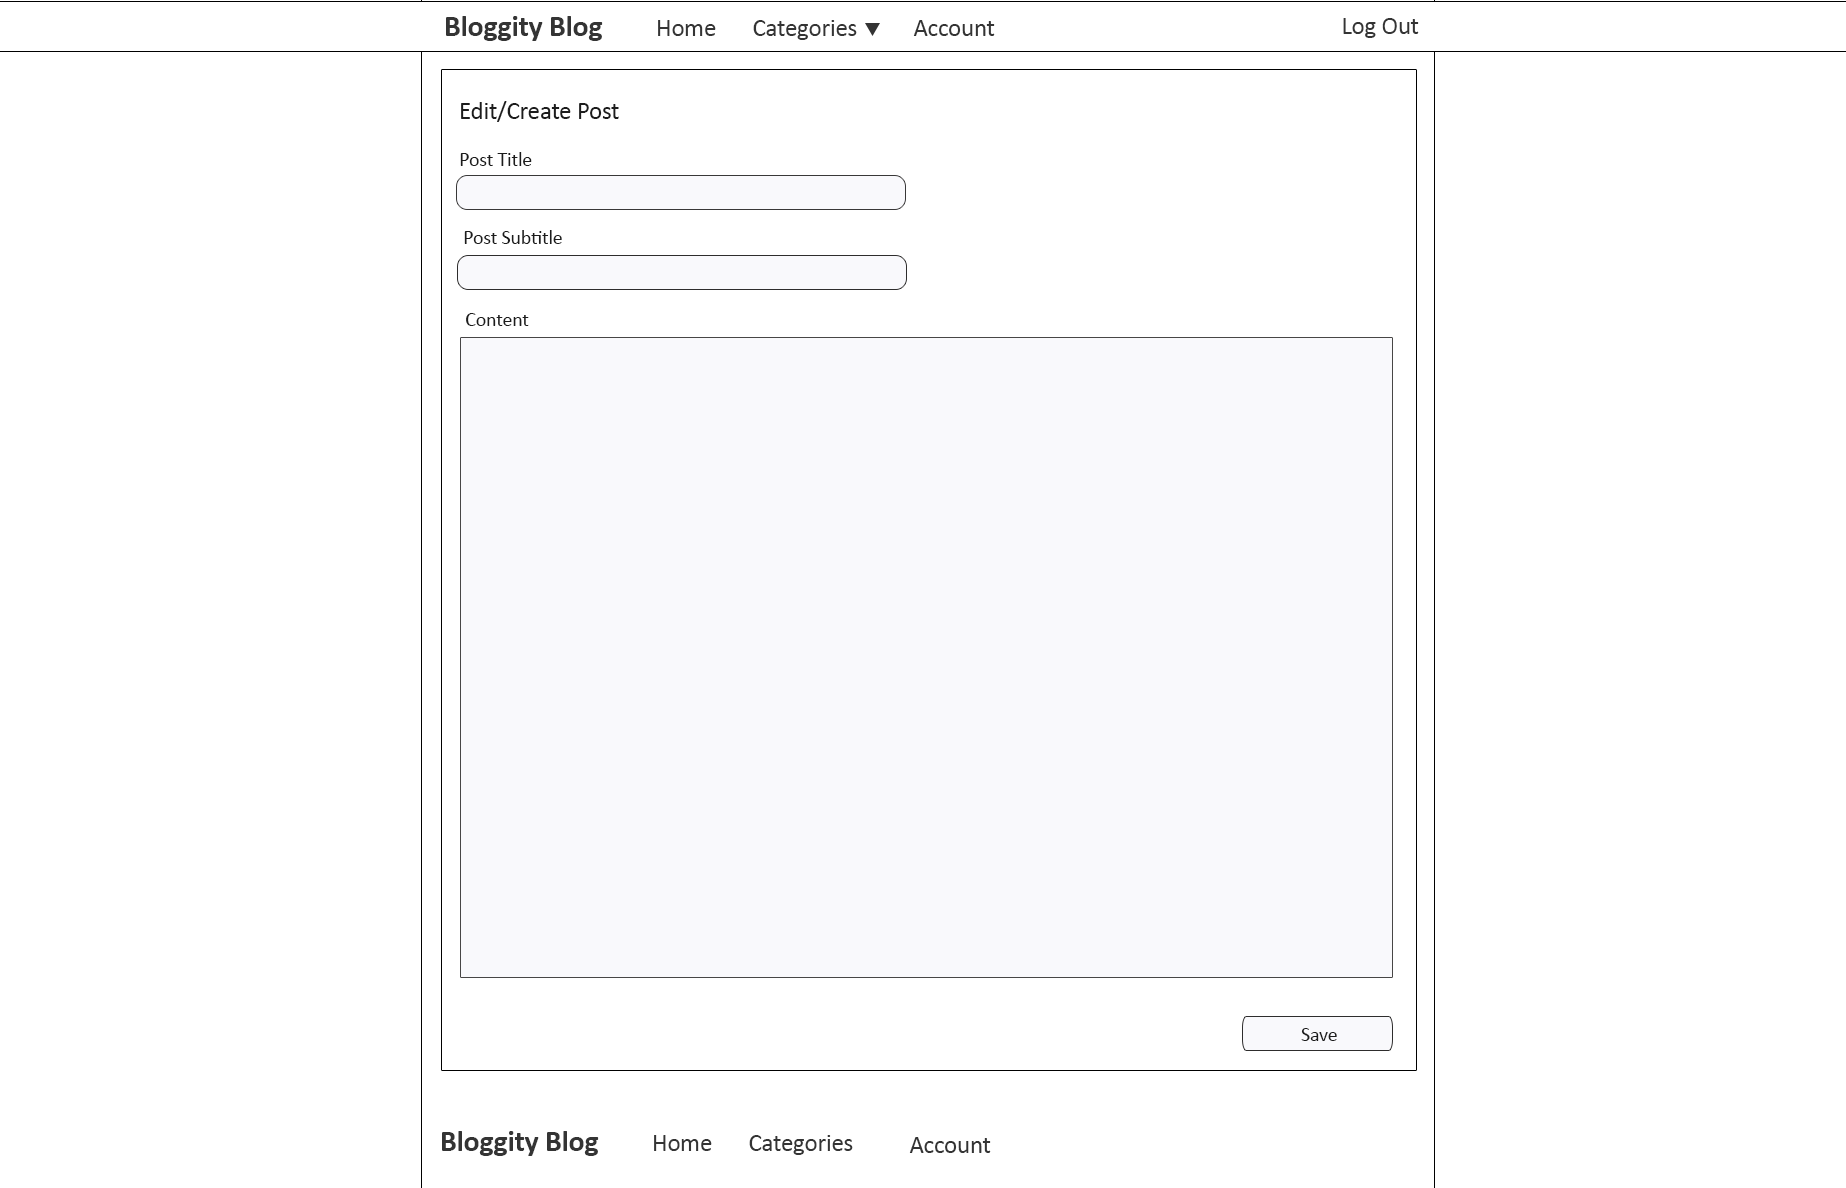 Bloggity Blog Home Categories ▼ Account Log Out
Edit/Create Post
Post Title
Post Subtitle
Content
Save
Bloggity Blog Home Categories Account